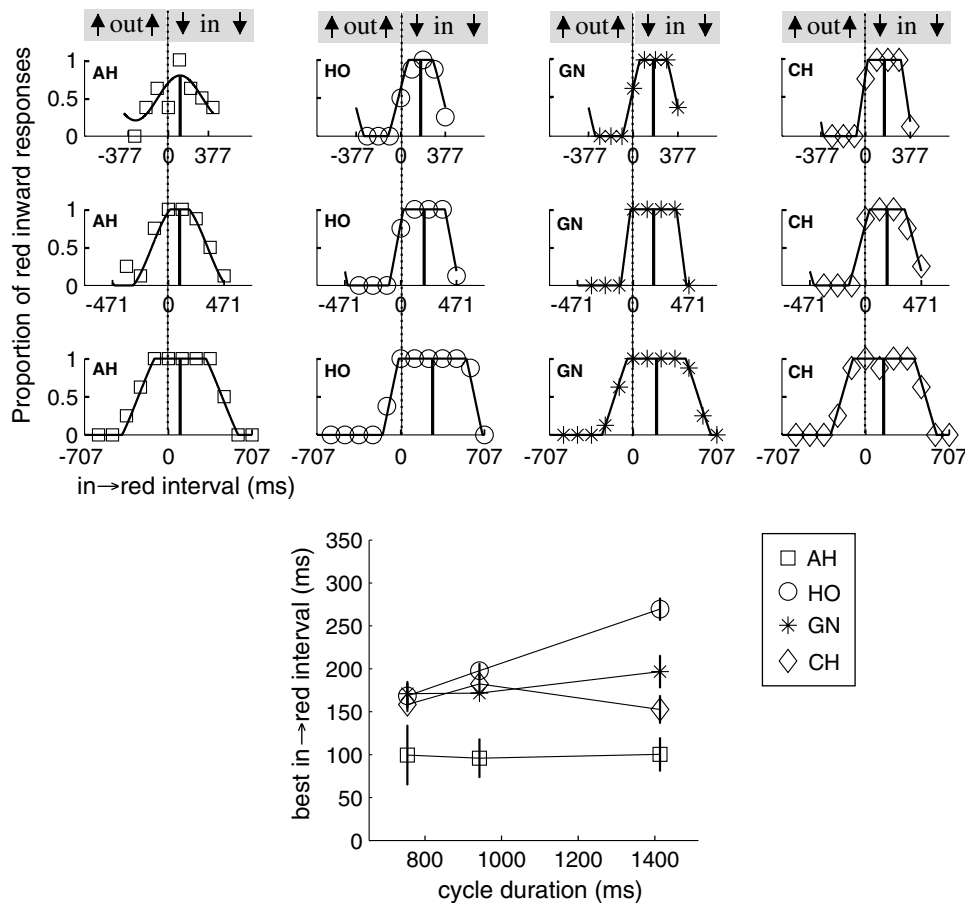 out in out in out in out in
Proportion of red inward responses
AH HO GN CH
1
0.5
0
-377 0 377 -377 0 377 -377 0 377 -377 0 377
AH HO GN CH
1
0.5
0
-471 0 471 -471 0 471 -471 0 471 -471 0 471
AH HO GN CH
1
0.5
0
-707 0 707 -707 0 707 -707 0 707 -707 0 707
in→red interval (ms)
best in→red interval (ms)
350
300
250
200
150
100
50
0
800 1000 1200 1400
cycle duration (ms)
AH
HO
GN
CH